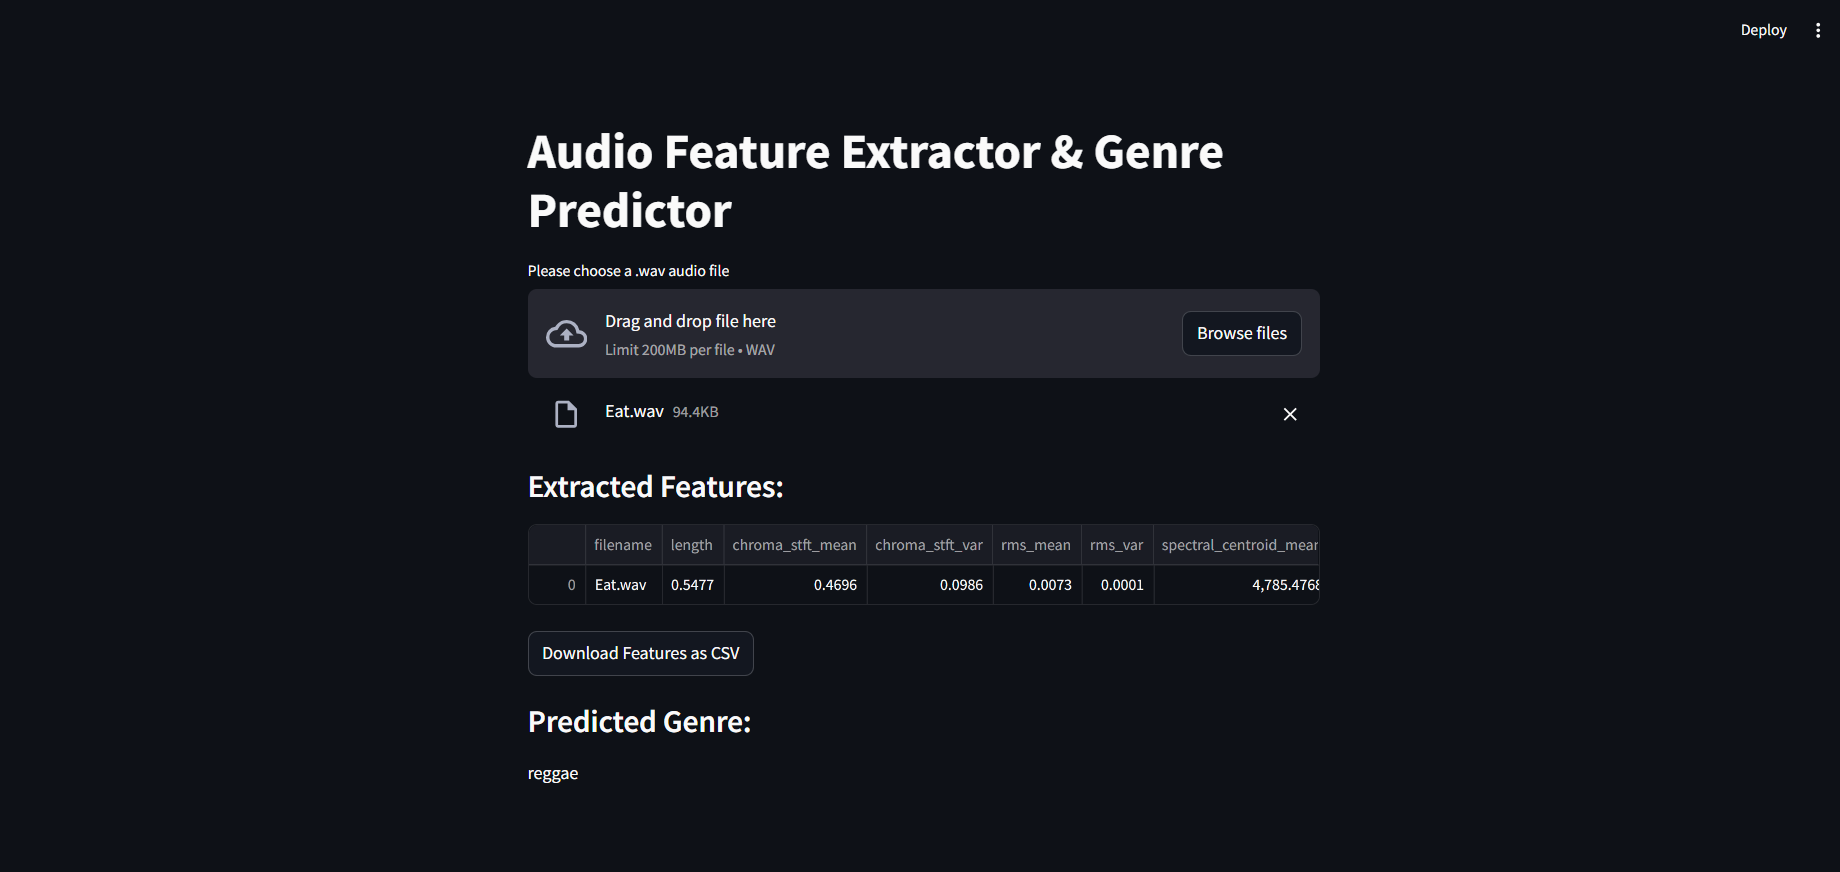 Deploy
Audio Feature Extractor & Genre
Predictor
Please choose a .wav audio file
Drag and drop file here
Limit 200MB per file • WAV
Browse files
Eat.wav 94.4KB
Extracted Features:
filename length chroma_stft_mean chroma_stft_var rms_mean rms_var spectral_centroid_mean
0 Eat.wav 0.5477 0.4696 0.0986 0.0073 0.0001 4,785.4768
Download Features as CSV
Predicted Genre:
reggae